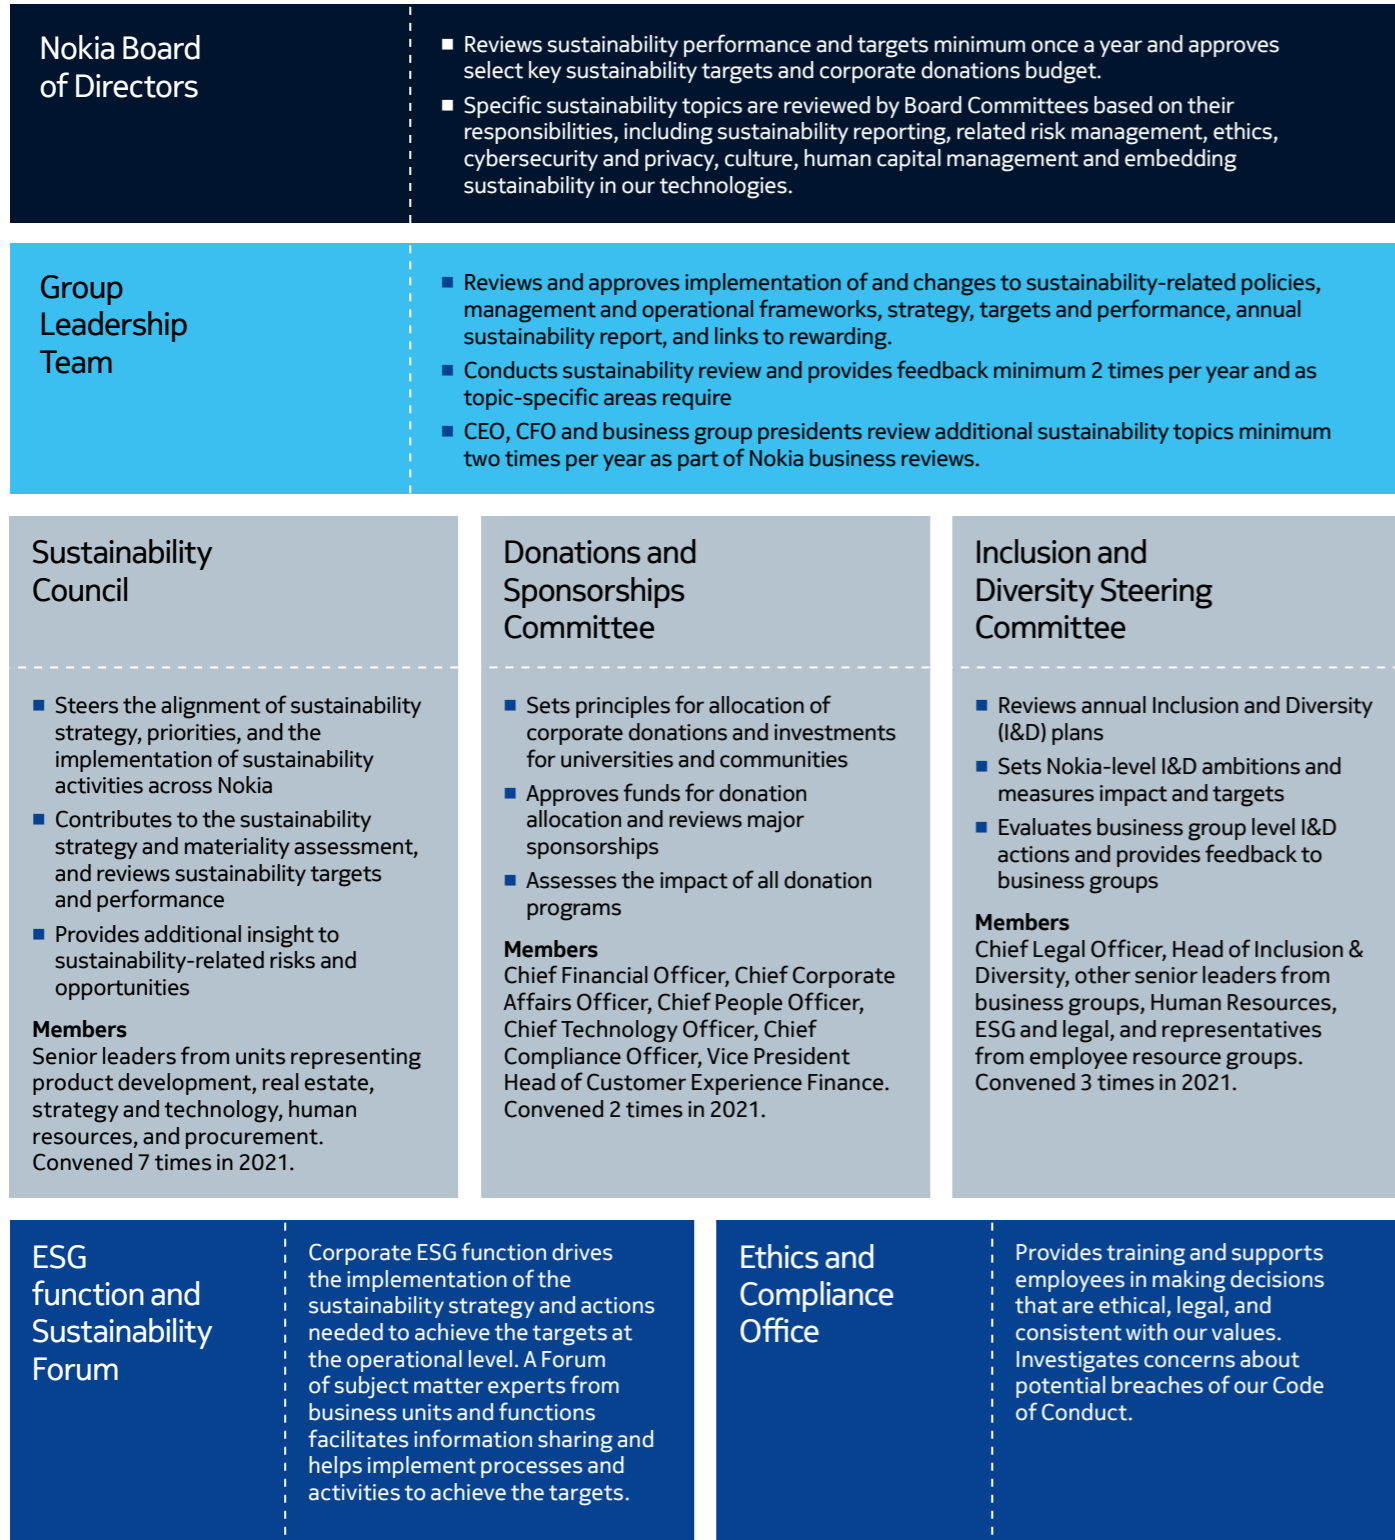 Nokia Board
of Directors
■ Reviews sustainability performance and targets minimum once a year and approves
select key sustainability targets and corporate donations budget.
■ Specific sustainability topics are reviewed by Board Committees based on their
responsibilities, including sustainability reporting, related risk management, ethics,
cybersecurity and privacy, culture, human capital management and embedding
sustainability in our technologies.
Group
Leadership
Team
■ Reviews and approves implementation of and changes to sustainability-related policies,
management and operational frameworks, strategy, targets and performance, annual
sustainability report, and links to rewarding.
■ Conducts sustainability review and provides feedback minimum 2 times per year and as
topic-specific areas require
■ CEO, CFO and business group presidents review additional sustainability topics minimum
two times per year as part of Nokia business reviews.
Sustainability
Council
■ Steers the alignment of sustainability
strategy, priorities, and the
implementation of sustainability
activities across Nokia
■ Contributes to the sustainability
strategy and materiality assessment,
and reviews sustainability targets
and performance
■ Provides additional insight to
sustainability-related risks and
opportunities
Members
Senior leaders from units representing
product development, real estate,
strategy and technology, human
resources, and procurement.
Convened 7 times in 2021.
Donations and
Sponsorships
Committee
■ Sets principles for allocation of
corporate donations and investments
for universities and communities
■ Approves funds for donation
allocation and reviews major
sponsorships
■ Assesses the impact of all donation
programs
Members
Chief Financial Officer, Chief Corporate
Affairs Officer, Chief People Officer,
Chief Technology Officer, Chief
Compliance Officer, Vice President
Head of Customer Experience Finance.
Convened 2 times in 2021.
Inclusion and
Diversity Steering
Committee
■ Reviews annual Inclusion and Diversity
(I&D) plans
■ Sets Nokia-level I&D ambitions and
measures impact and targets
■ Evaluates business group level I&D
actions and provides feedback to
business groups
Members
Chief Legal Officer, Head of Inclusion &
Diversity, other senior leaders from
business groups, Human Resources,
ESG and legal, and representatives
from employee resource groups.
Convened 3 times in 2021.
ESG
function and
Sustainability
Forum
Corporate ESG function drives
the implementation of the
sustainability strategy and actions
needed to achieve the targets at
the operational level. A Forum
of subject matter experts from
business units and functions
facilitates information sharing and
helps implement processes and
activities to achieve the targets.
Ethics and
Compliance
Office
Provides training and supports
employees in making decisions
that are ethical, legal, and
consistent with our values.
Investigates concerns about
potential breaches of our Code
of Conduct.